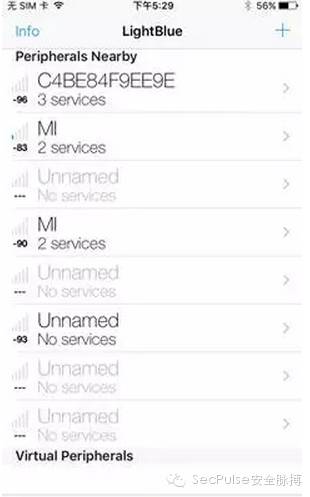 无 SIM 卡 下午5:29 56%
Info LightBlue +
Peripherals Nearby
C4BE84F9EE9E
-96 3 services
MI
-83 2 services
Unnamed
--- No services
MI
-90 2 services
Unnamed
--- No services
Unnamed
-93 No services
Unnamed
--- No services
Unnamed
--- No services
Virtual Peripherals
SecPulse安全脉搏